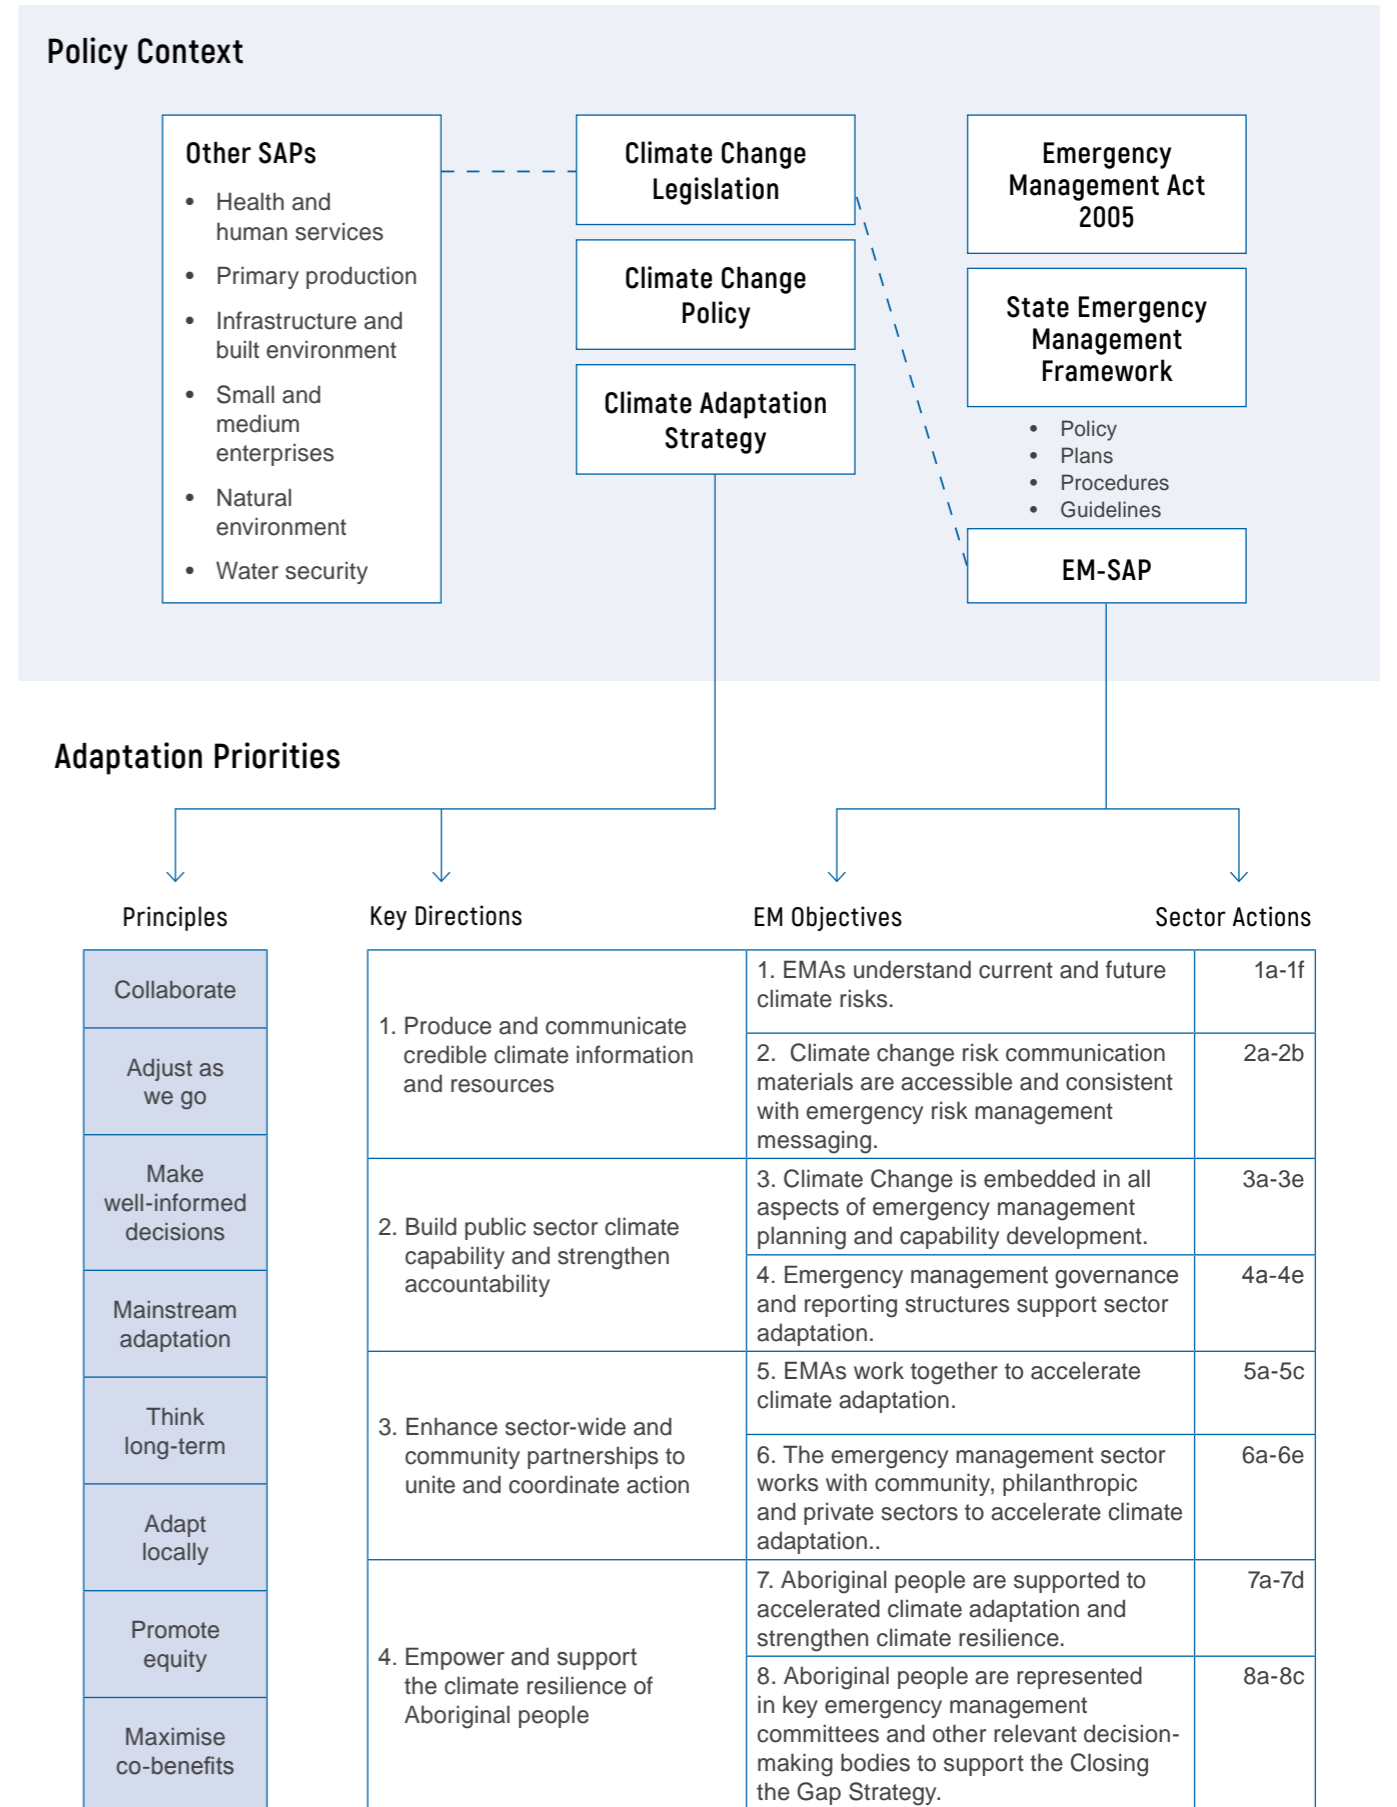 Policy Context
Other SAPs
• Health and
human services
• Primary production
• Infrastructure and
built environment
• Small and
medium
enterprises
• Natural
environment
• Water security
Climate Change
Legislation
Climate Change
Policy
Climate Adaptation
Strategy
Emergency
Management Act
2005
State Emergency
Management
Framework
• Policy
• Plans
• Procedures
• Guidelines
EM-SAP
Adaptation Priorities
Principles
Collaborate
Adjust as
we go
Make
well-informed
decisions
Mainstream
adaptation
Think
long-term
Adapt
locally
Promote
equity
Maximise
co-benefits
Key Directions
EM Objectives
Sector Actions
1. Produce and communicate
credible climate information
and resources
1. EMAs understand current and future
climate risks.
1a-1f
2. Climate change risk communication
materials are accessible and consistent
with emergency risk management
messaging.
2a-2b
2. Build public sector climate
capability and strengthen
accountability
3. Climate Change is embedded in all
aspects of emergency management
planning and capability development.
3a-3e
4. Emergency management governance
and reporting structures support sector
adaptation.
4a-4e
3. Enhance sector-wide and
community partnerships to
unite and coordinate action
5. EMAs work together to accelerate
climate adaptation.
5a-5c
6. The emergency management sector
works with community, philanthropic
and private sectors to accelerate climate
adaptation..
6a-6e
4. Empower and support
the climate resilience of
Aboriginal people
7. Aboriginal people are supported to
accelerated climate adaptation and
strengthen climate resilience.
7a-7d
8. Aboriginal people are represented
in key emergency management
committees and other relevant decision-
making bodies to support the Closing
the Gap Strategy.
8a-8c